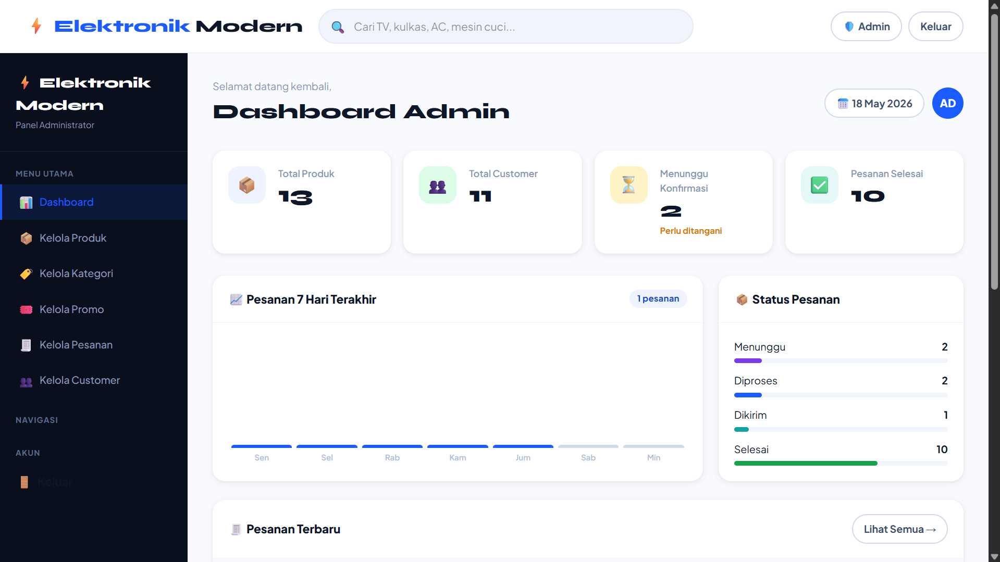 Elektronik Modern
Cari TV, kulkas, AC, mesin cuci...
Admin
Keluar
Elektronik
Modern
Panel Administrator
MENU UTAMA
Dashboard
Kelola Produk
Kelola Kategori
Kelola Promo
Kelola Pesanan
Kelola Customer
NAVIGASI
AKUN
Keluar
Selamat datang kembali,
Dashboard Admin
18 May 2026
AD
Total Produk
13
Total Customer
11
Menunggu
Konfirmasi
2
Perlu ditangani
Pesanan Selesai
10
Pesanan 7 Hari Terakhir
1 pesanan
Sen Sel Rab Kam Jum Sab Min
Status Pesanan
Menunggu 2
Diproses 2
Dikirim 1
Selesai 10
Pesanan Terbaru
Lihat Semua →